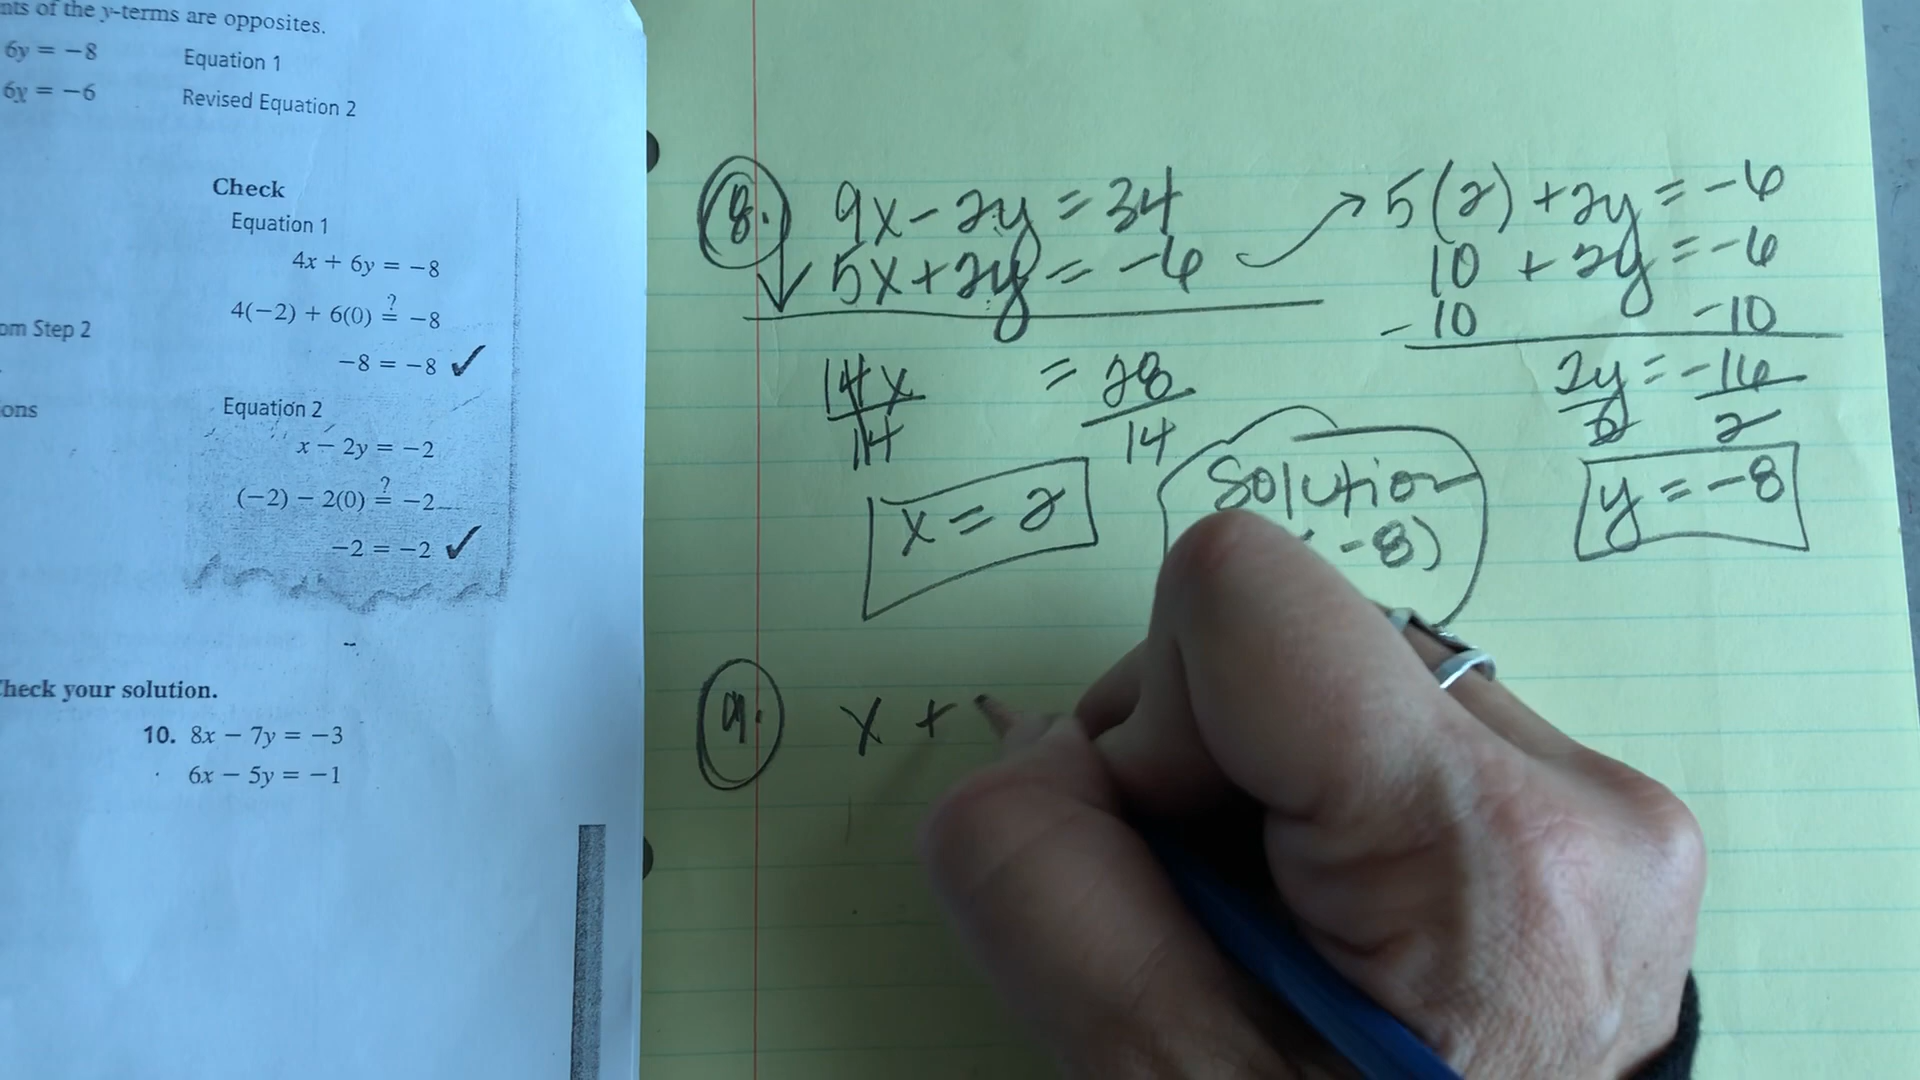 nts of the y-terms are opposites.
6y = −8 Equation 1
6y = −6 Revised Equation 2
Check
Equation 1
4x + 6y = −8
4(−2) + 6(0) ≟ −8
om Step 2
−8 = −8 ✓
ons
Equation 2
x − 2y = −2
(−2) − 2(0) ≟ −2
−2 = −2 ✓
Check your solution.
10. 8x − 7y = −3
6x − 5y = −1
8. 9x − 2y = 34
5x + 2y = −6
14x = 28
14 14
x = 2
5(2) + 2y = −6
10 + 2y = −6
−10 −10
2y = −16
2 2
y = −8
Solution
−8)
9. x +